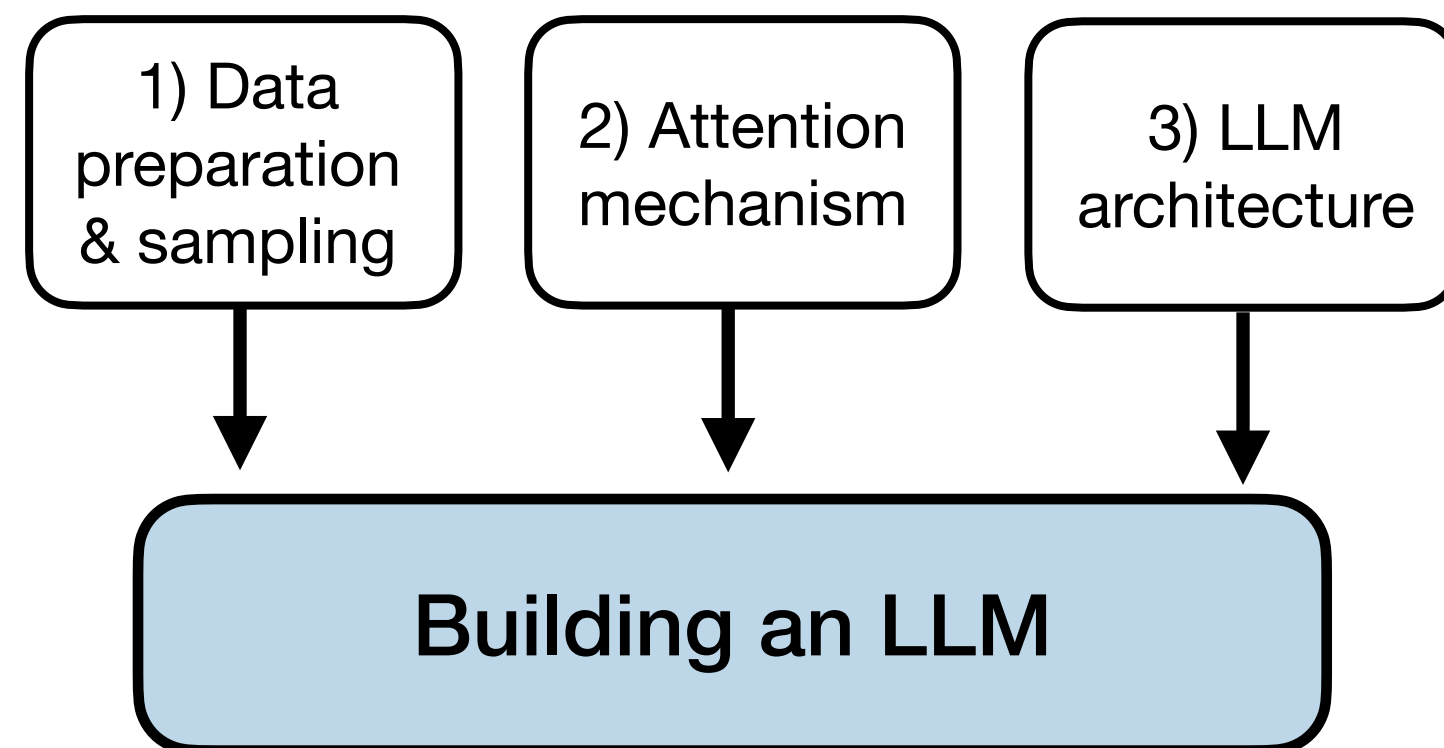 1) Data
preparation
& sampling
2) Attention
mechanism
3) LLM
architecture
Building an LLM